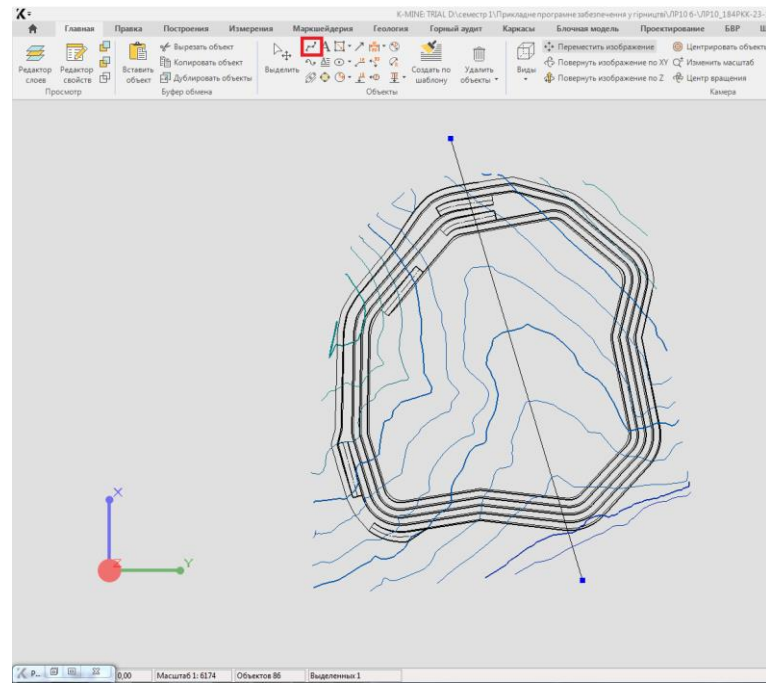 K-MINE: TRIAL D:\семестр 1\Прикладне програмне забезпечення у гірництві\ЛР10 6-\ЛР10_184РКК-23-
Главная Правка Построения Измерения Маркшейдерия Геология Горный аудит Каркасы Блочная модель Проектирование БВР
Редактор слоев
Редактор свойств
Просмотр
Вставить объект
Вырезать объект
Копировать объект
Дублировать объекты
Буфер обмена
Выделить
Создать по шаблону
Удалить объекты
Объекты
Виды
Переместить изображение
Повернуть изображение по XY
Повернуть изображение по Z
Центрировать объекты
Изменить масштаб
Центр вращения
Камера
X
Z
Y
Р...
0,00 Масштаб 1: 6174 Объектов 86 Выделенных 1